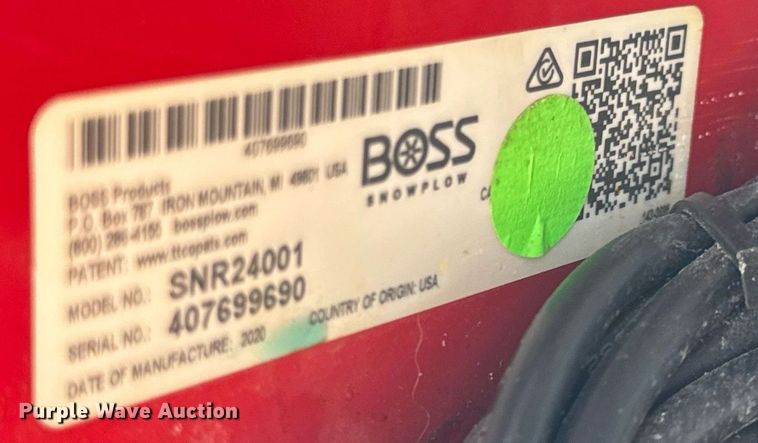 407699690
BOSS
SNOWPLOW
BOSS Products
P.O. Box 787 IRON MOUNTAIN, MI 49801 USA
(800) 286-4155 bossplow.com
PATENT: www.ttcopats.com
MODEL NO.: SNR24001
SERIAL NO.: 407699690
DATE OF MANUFACTURE: 2020 COUNTRY OF ORIGIN: USA
Purple Wave Auction